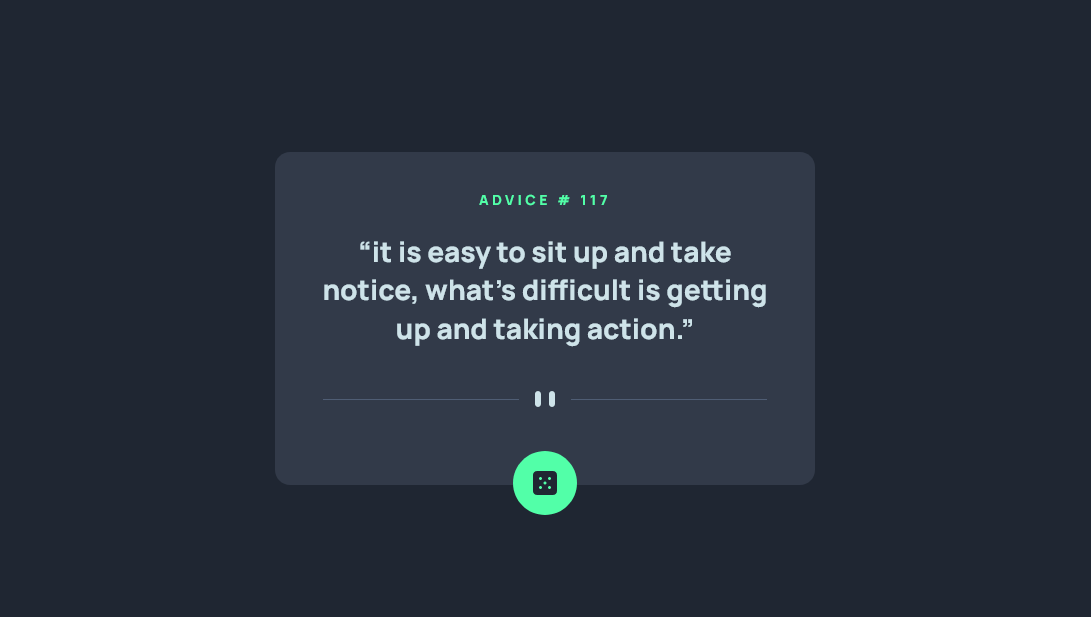 ADVICE # 117
“it is easy to sit up and take
notice, what’s difficult is getting
up and taking action.”